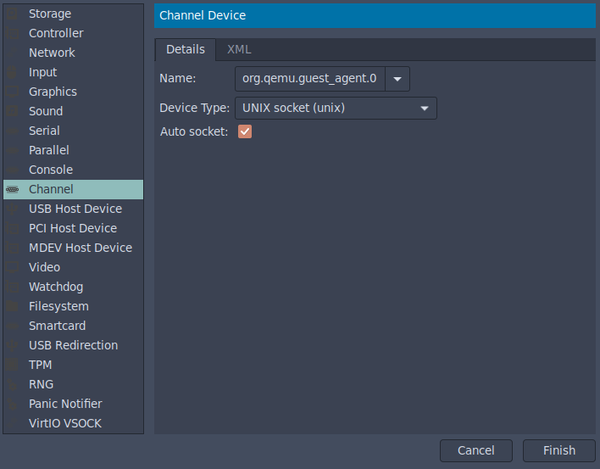 Storage
Controller
Network
Input
Graphics
Sound
Serial
Parallel
Console
Channel
USB Host Device
PCI Host Device
MDEV Host Device
Video
Watchdog
Filesystem
Smartcard
USB Redirection
TPM
RNG
Panic Notifier
VirtIO VSOCK
Channel Device
Details XML
Name: org.qemu.guest_agent.0
Device Type: UNIX socket (unix)
Auto socket:
Cancel Finish